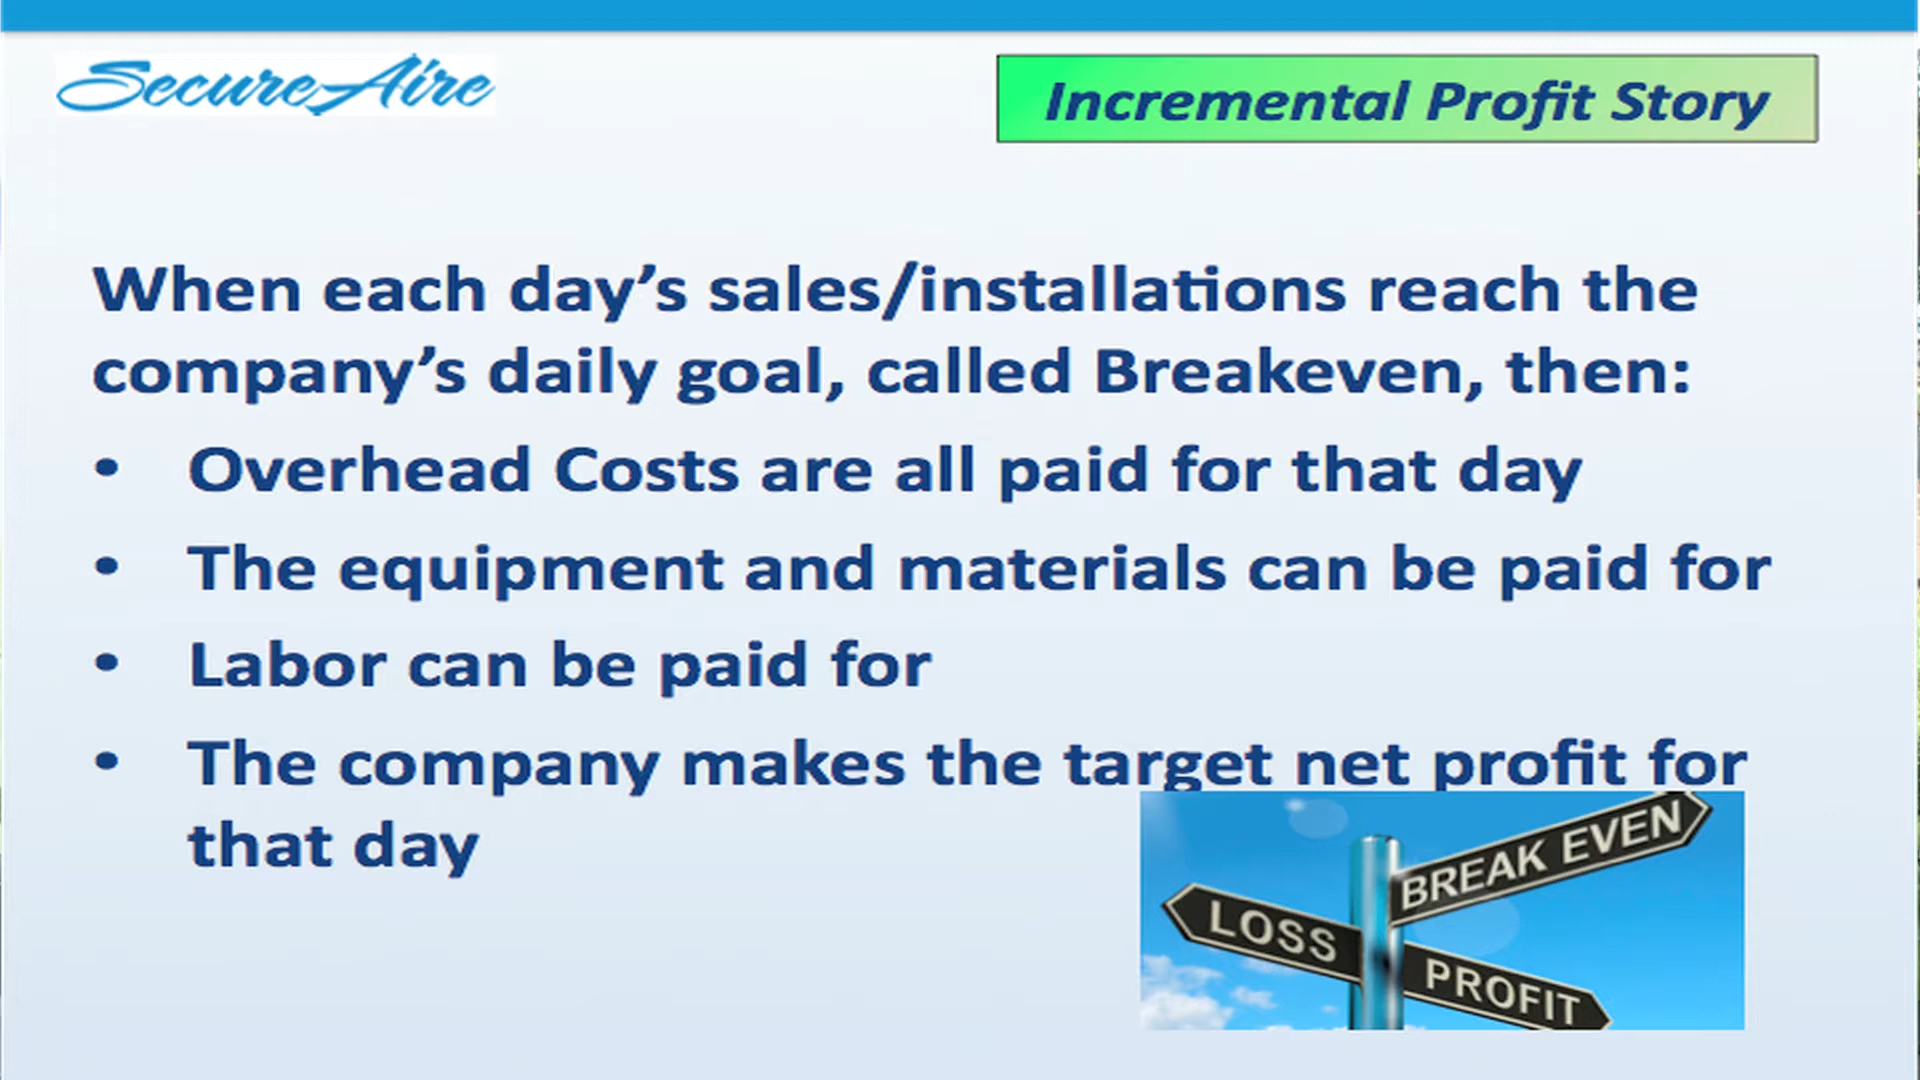 SecureAire
Incremental Profit Story
When each day’s sales/installations reach the
company’s daily goal, called Breakeven, then:
• Overhead Costs are all paid for that day
• The equipment and materials can be paid for
• Labor can be paid for
• The company makes the target net profit for
that day
BREAK EVEN
LOSS
PROFIT